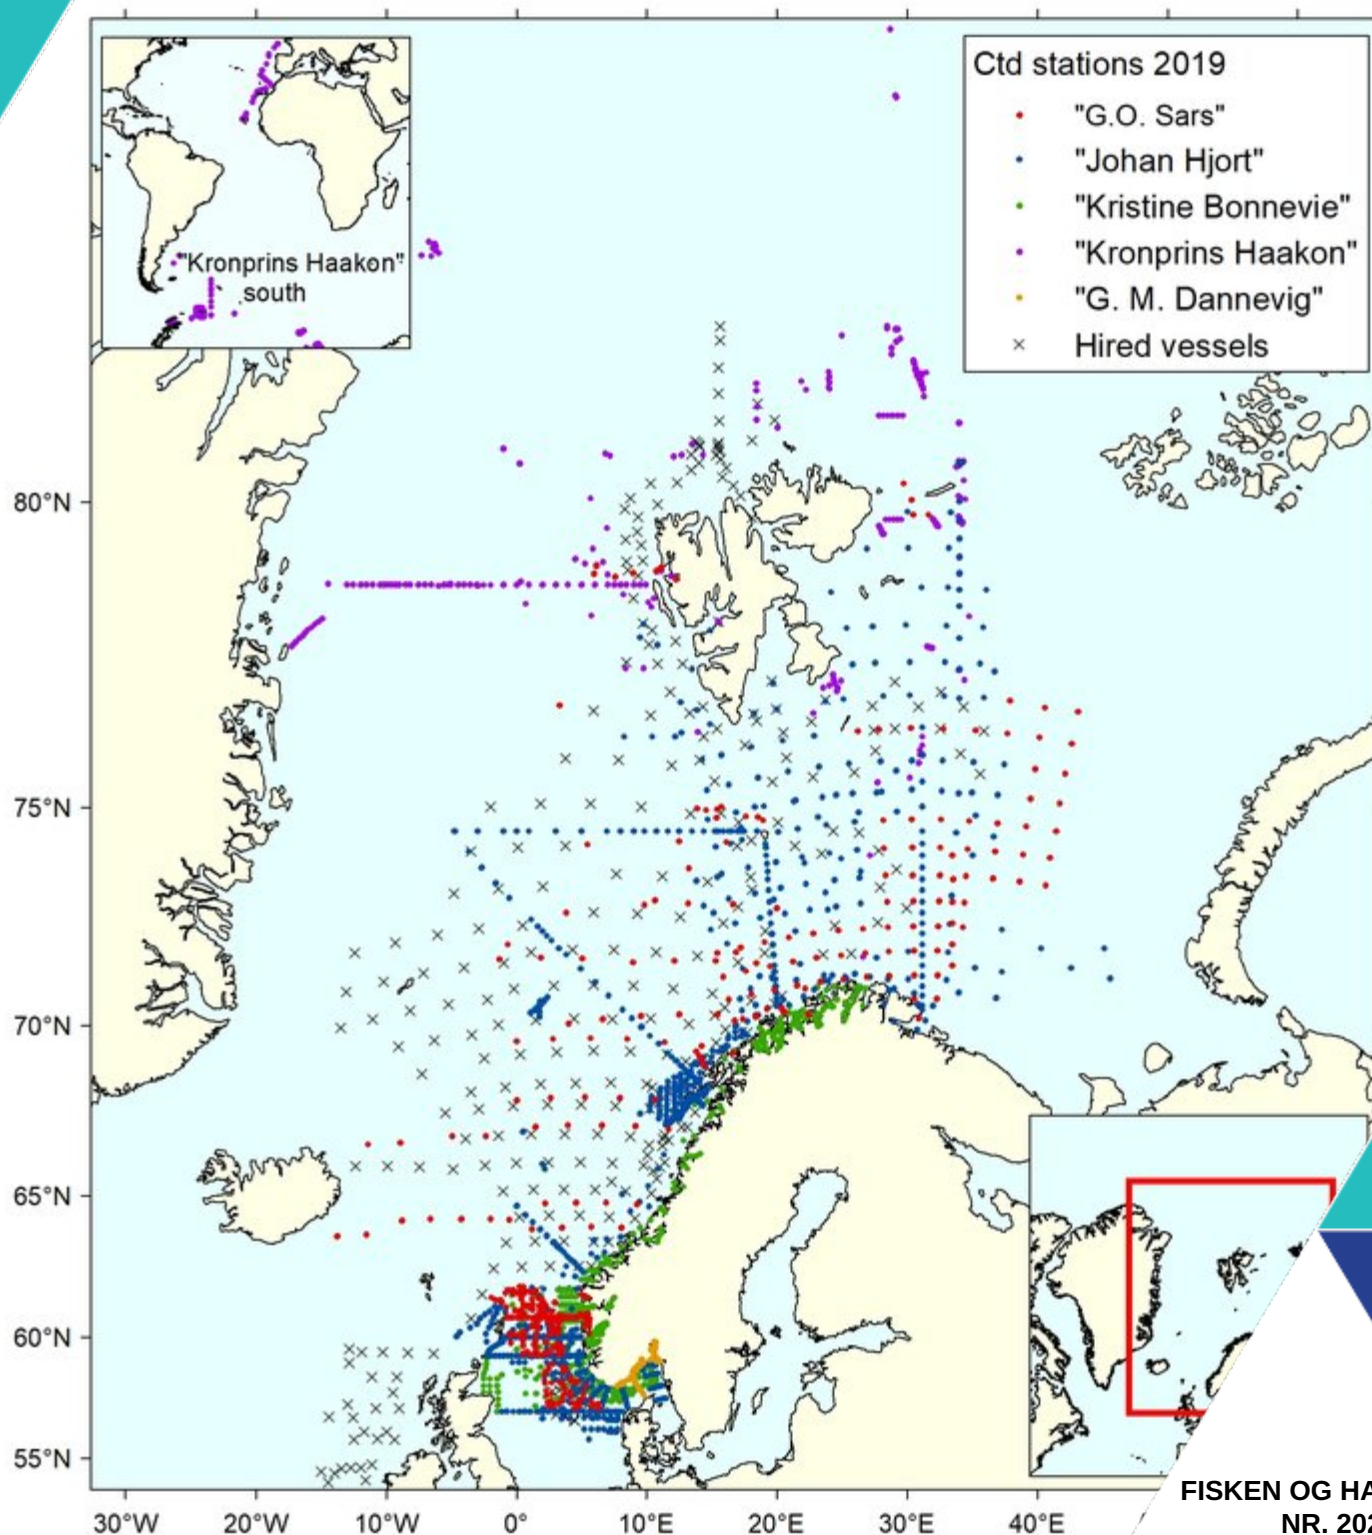 Ctd stations 2019
"G.O. Sars"
"Johan Hjort"
"Kristine Bonnevie"
"Kronprins Haakon"
"G. M. Dannevig"
Hired vessels
"Kronprins Haakon"
south
80°N
75°N
70°N
65°N
60°N
55°N
30°W 20°W 10°W 0° 10°E 20°E 30°E 40°E
FISKEN OG HA
NR. 20